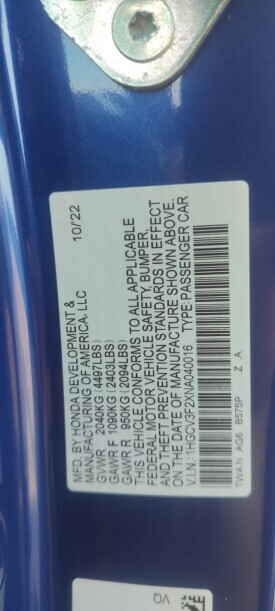 MFD. BY HONDA DEVELOPMENT & 10/22
MANUFACTURING OF AMERICA, LLC
GVWR 2040KG (4497LBS)
GAWR F 1090KG (2403LBS)
GAWR R 950KG (2094LBS)
THIS VEHICLE CONFORMS TO ALL APPLICABLE
FEDERAL MOTOR VEHICLE SAFETY, BUMPER,
AND THEFT PREVENTION STANDARDS IN EFFECT
ON THE DATE OF MANUFACTURE SHOWN ABOVE.
V.I.N.: 1HGCV3F2XNA040016 TYPE:PASSENGER CAR
TWAN AG6 B575P Z A
VQ